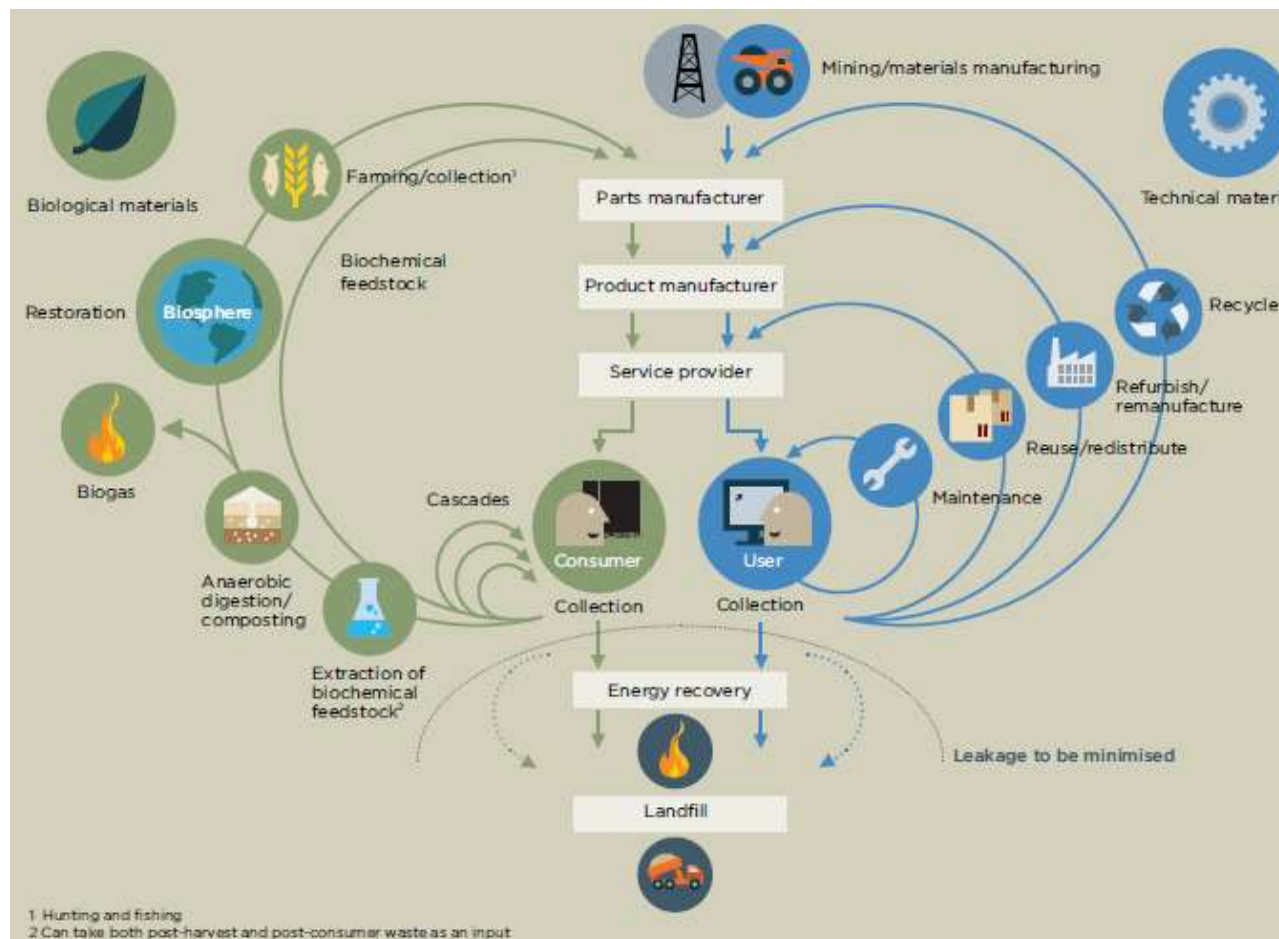 Mining/materials manufacturing
Biological materials
Technical mater
Farming/collection¹
Parts manufacturer
Biochemical
feedstock
Product manufacturer
Restoration
Biosphere
Recycle
Service provider
Refurbish/
remanufacture
Reuse/redistribute
Biogas
Cascades
Maintenance
Consumer
User
Anaerobic
digestion/
composting
Collection
Collection
Extraction of
biochemical
feedstock²
Energy recovery
Leakage to be minimised
Landfill
1 Hunting and fishing
2 Can take both post-harvest and post-consumer waste as an input